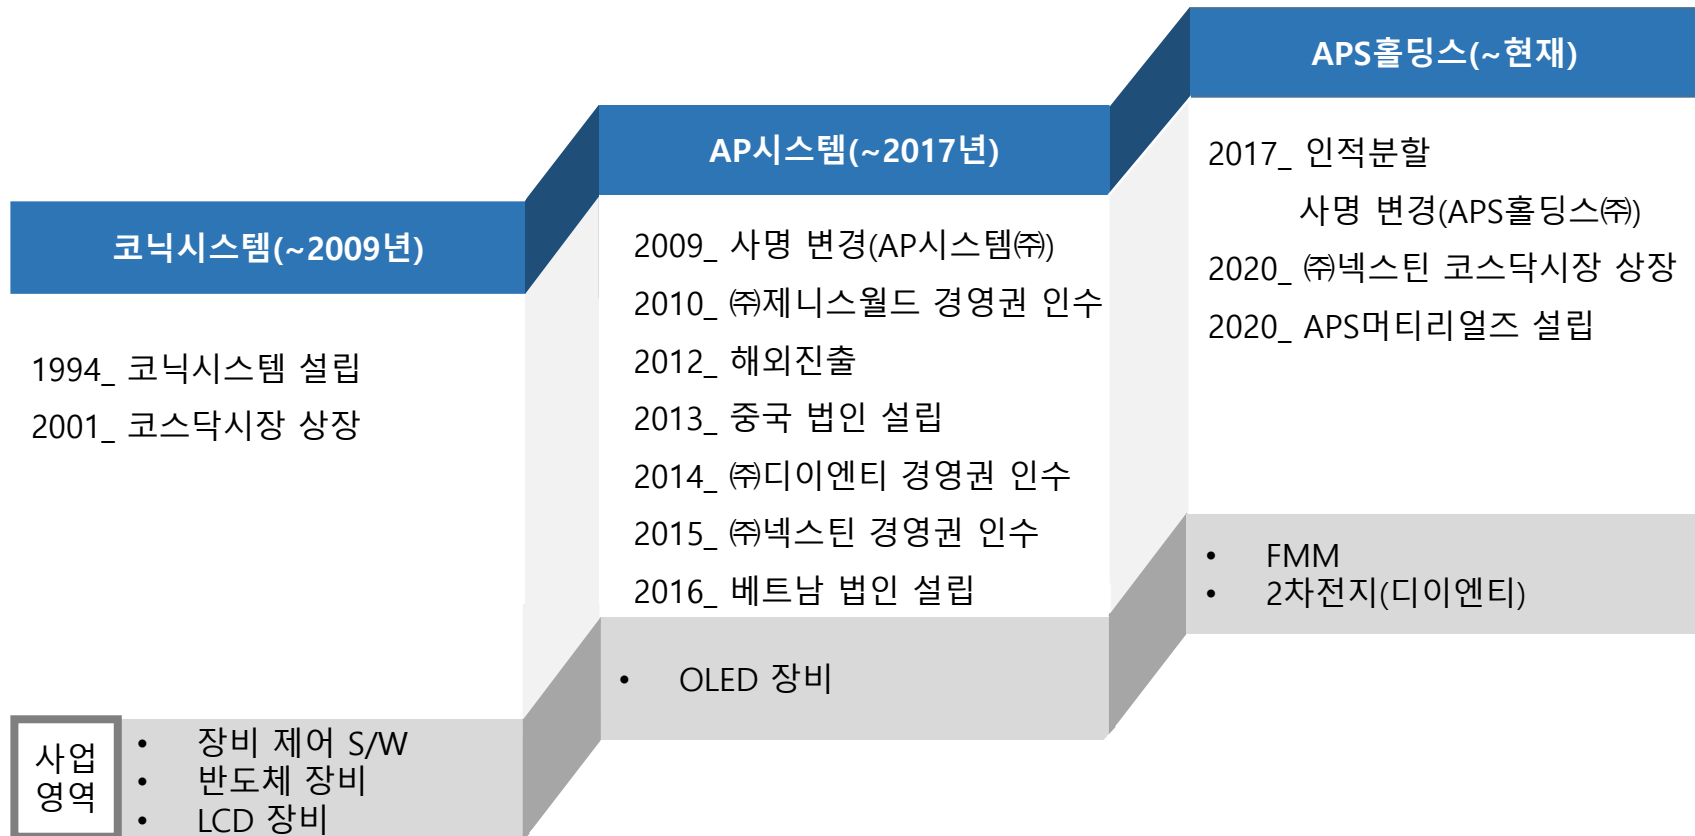 코닉시스템(~2009년)
1994_ 코닉시스템 설립
2001_ 코스닥시장 상장
AP시스템(~2017년)
2009_ 사명 변경(AP시스템㈜)
2010_ ㈜제니스월드 경영권 인수
2012_ 해외진출
2013_ 중국 법인 설립
2014_ ㈜디이엔티 경영권 인수
2015_ ㈜넥스틴 경영권 인수
2016_ 베트남 법인 설립
APS홀딩스(~현재)
2017_ 인적분할
사명 변경(APS홀딩스㈜)
2020_ ㈜넥스틴 코스닥시장 상장
2020_ APS머티리얼즈 설립
사업
영역
• 장비 제어 S/W
• 반도체 장비
• LCD 장비
• OLED 장비
• FMM
• 2차전지(디이엔티)